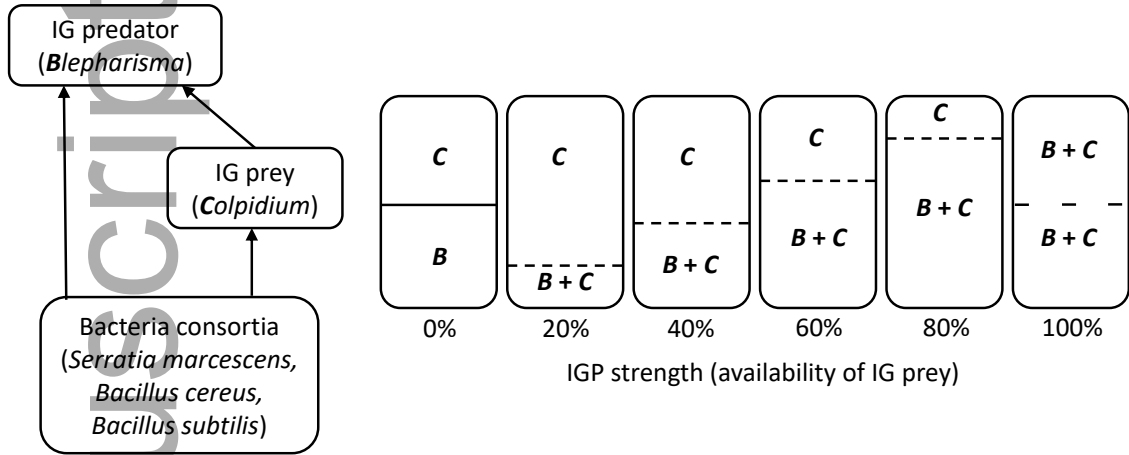 IG predator
(Blepharisma)
IG prey
(Colpidium)
Bacteria consortia
(Serratia marcescens,
Bacillus cereus,
Bacillus subtilis)
C
B
C
B + C
C
B + C
C
B + C
C
B + C
B + C
B + C
0%
20%
40%
60%
80%
100%
IGP strength (availability of IG prey)
uscript